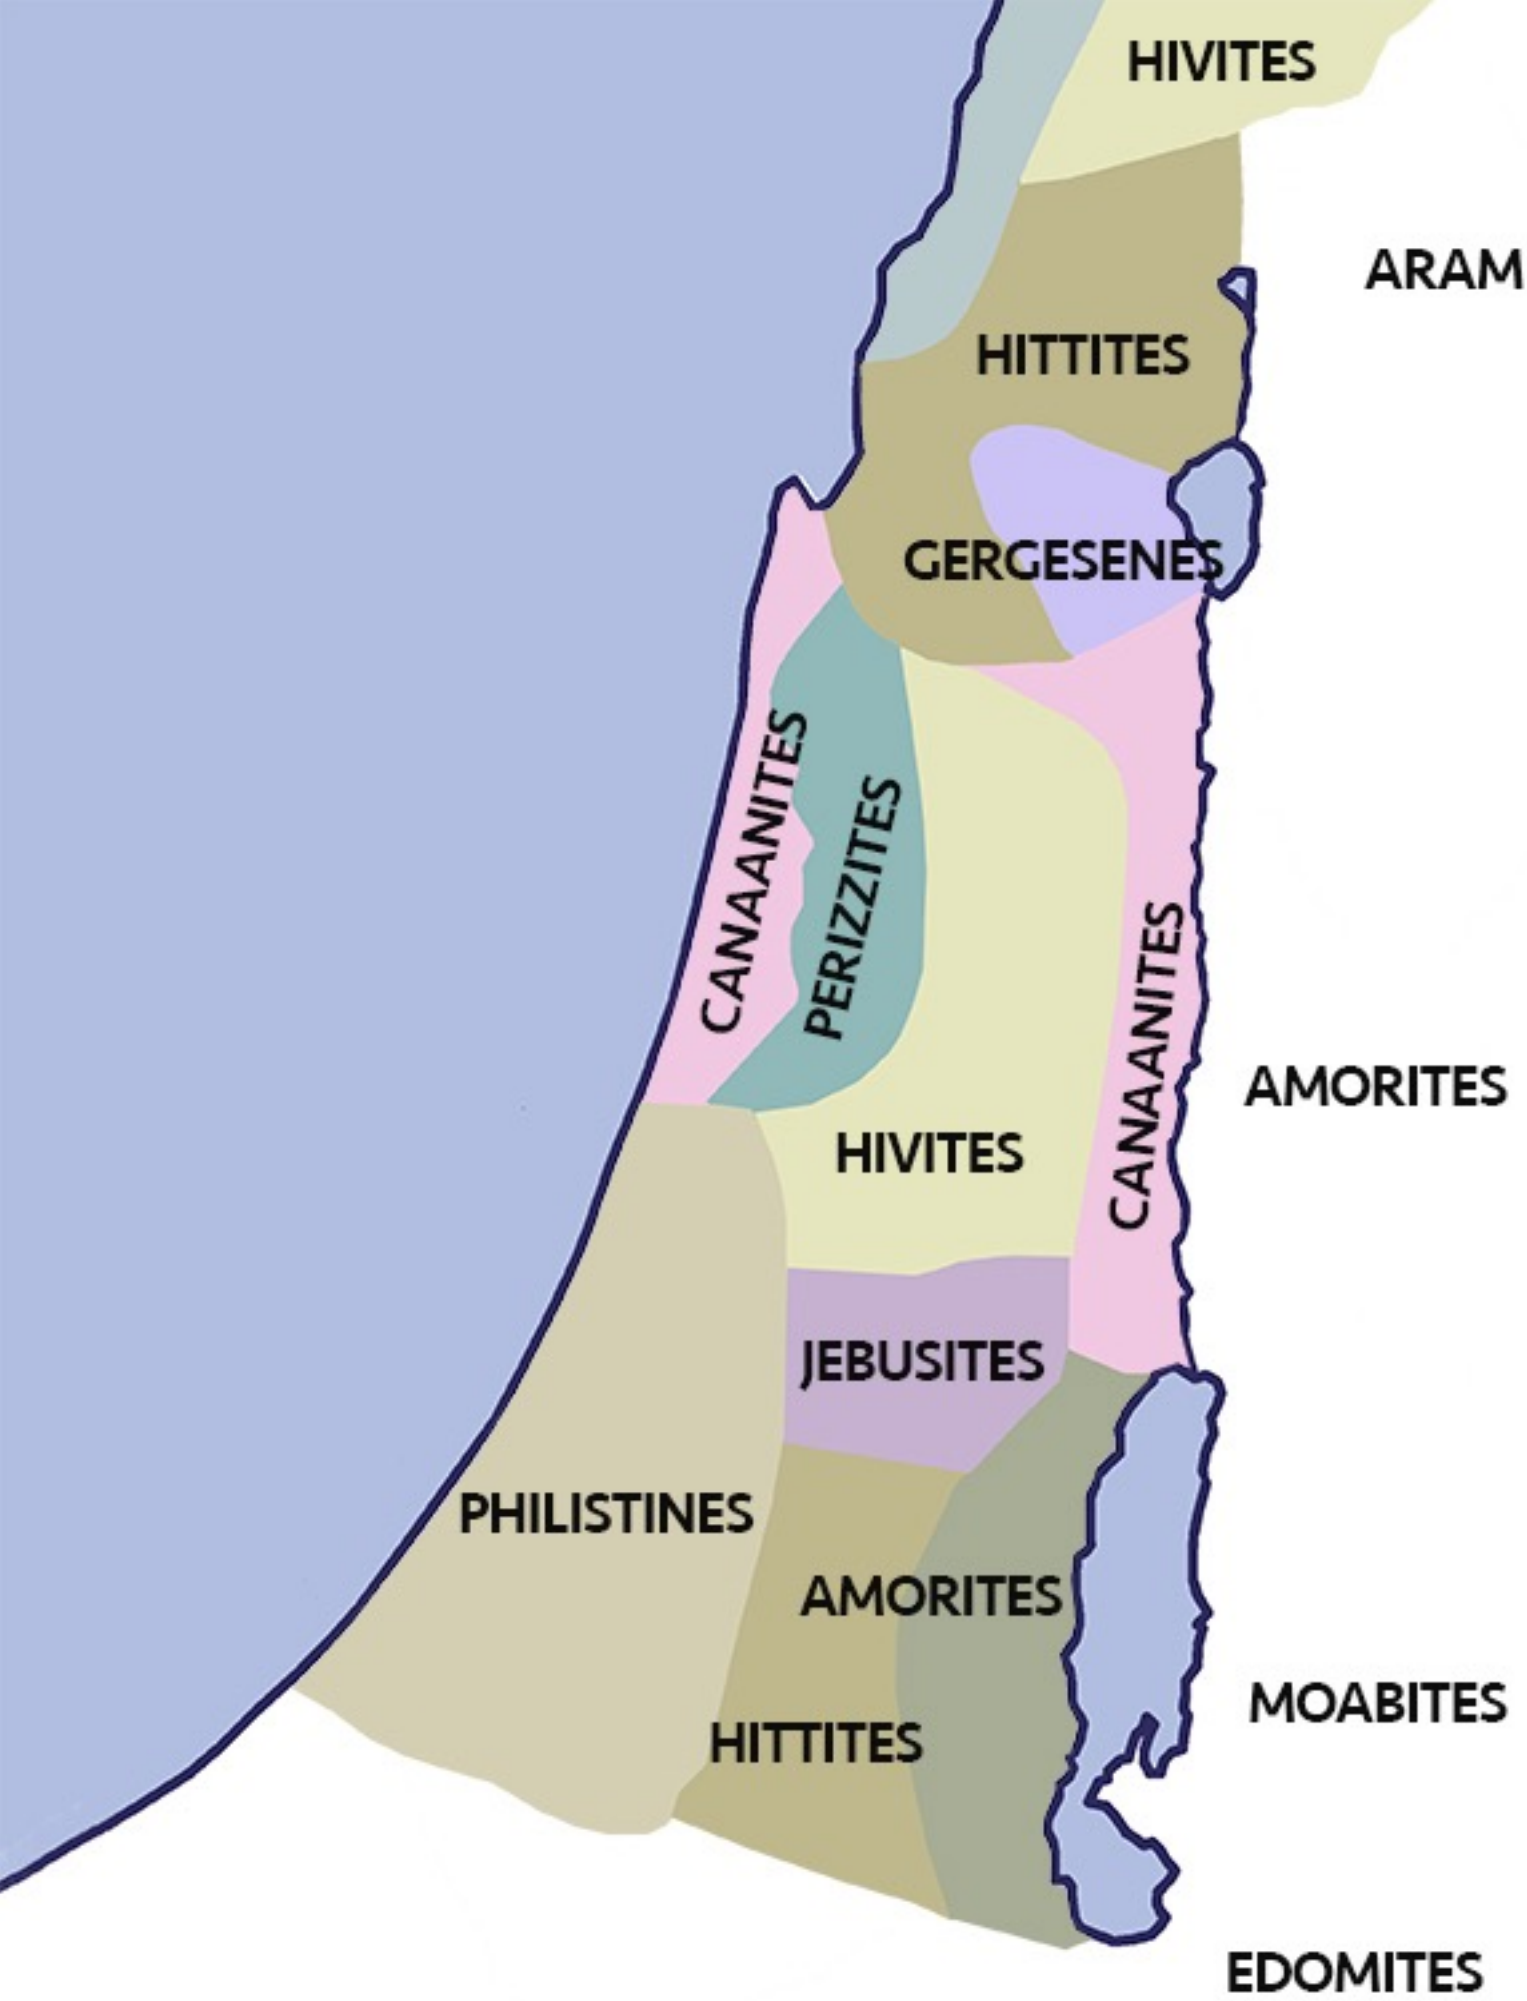 HIVITES
ARAM
HITTITES
GERGESENES
CANAANITES
PERIZZITES
CANAANITES
AMORITES
HIVITES
JEBUSITES
PHILISTINES
AMORITES
MOABITES
HITTITES
EDOMITES